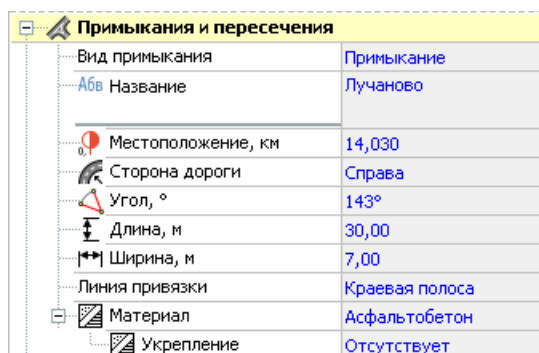 Примыкания и пересечения
Вид примыкания Примыкание
Абв Название Лучаново
0, Местоположение, км 14,030
Сторона дороги Справа
Угол, ° 143°
Длина, м 30,00
Ширина, м 7,00
Линия привязки Краевая полоса
Материал Асфальтобетон
Укрепление Отсутствует